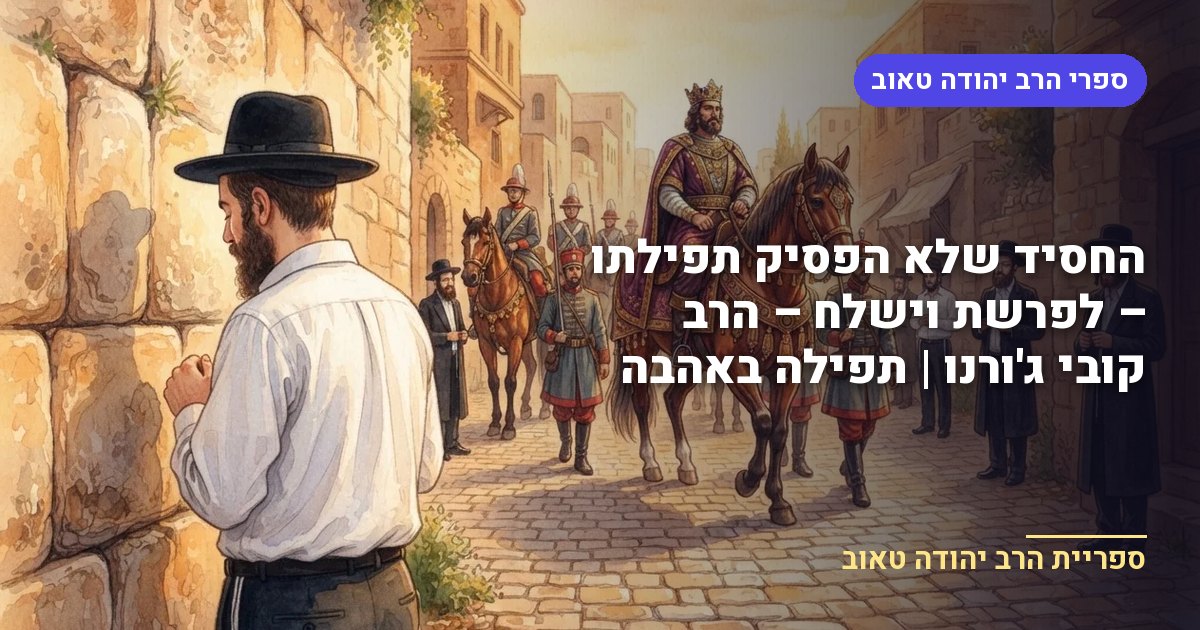 ספרי הרב יהודה טאוב
החסיד שלא הפסיק תפילתו
– לפרשת וישלח – הרב
קובי ג'ורנו | תפילה באהבה
ספריית הרב יהודה טאוב